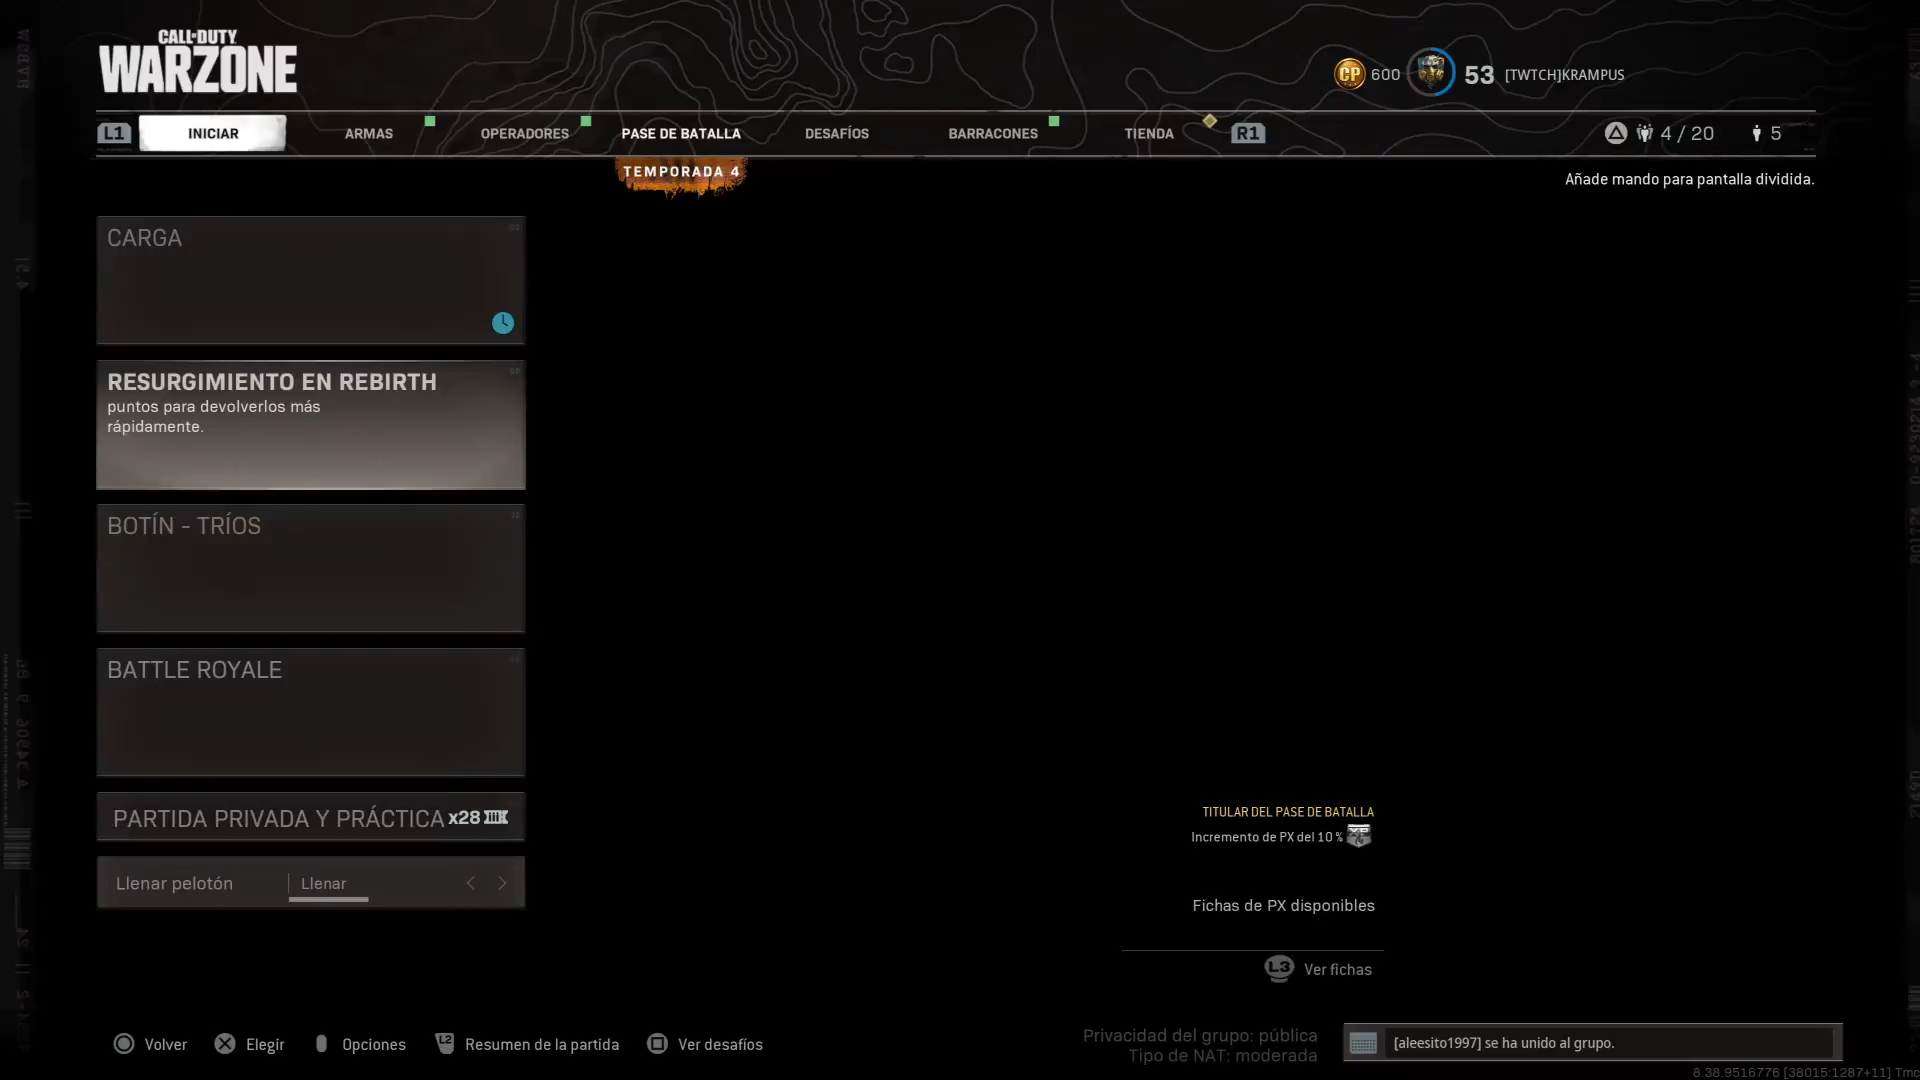 CALL OF DUTY
WARZONE
CP 600 53 [TWTCH]KRAMPUS
L1 INICIAR ARMAS OPERADORES PASE DE BATALLA DESAFÍOS BARRACONES TIENDA R1 4 / 20 5
TEMPORADA 4
Añade mando para pantalla dividida.
CARGA
RESURGIMIENTO EN REBIRTH
puntos para devolverlos más
rápidamente.
BOTÍN - TRÍOS
BATTLE ROYALE
PARTIDA PRIVADA Y PRÁCTICA x28
Llenar pelotón Llenar
TITULAR DEL PASE DE BATALLA
Incremento de PX del 10 %
Fichas de PX disponibles
L3 Ver fichas
Volver Elegir Opciones L2 Resumen de la partida Ver desafíos
Privacidad del grupo: pública
Tipo de NAT: moderada
[aleesito1997] se ha unido al grupo.
8.38.9516776 [38015:1287+11] Tmc